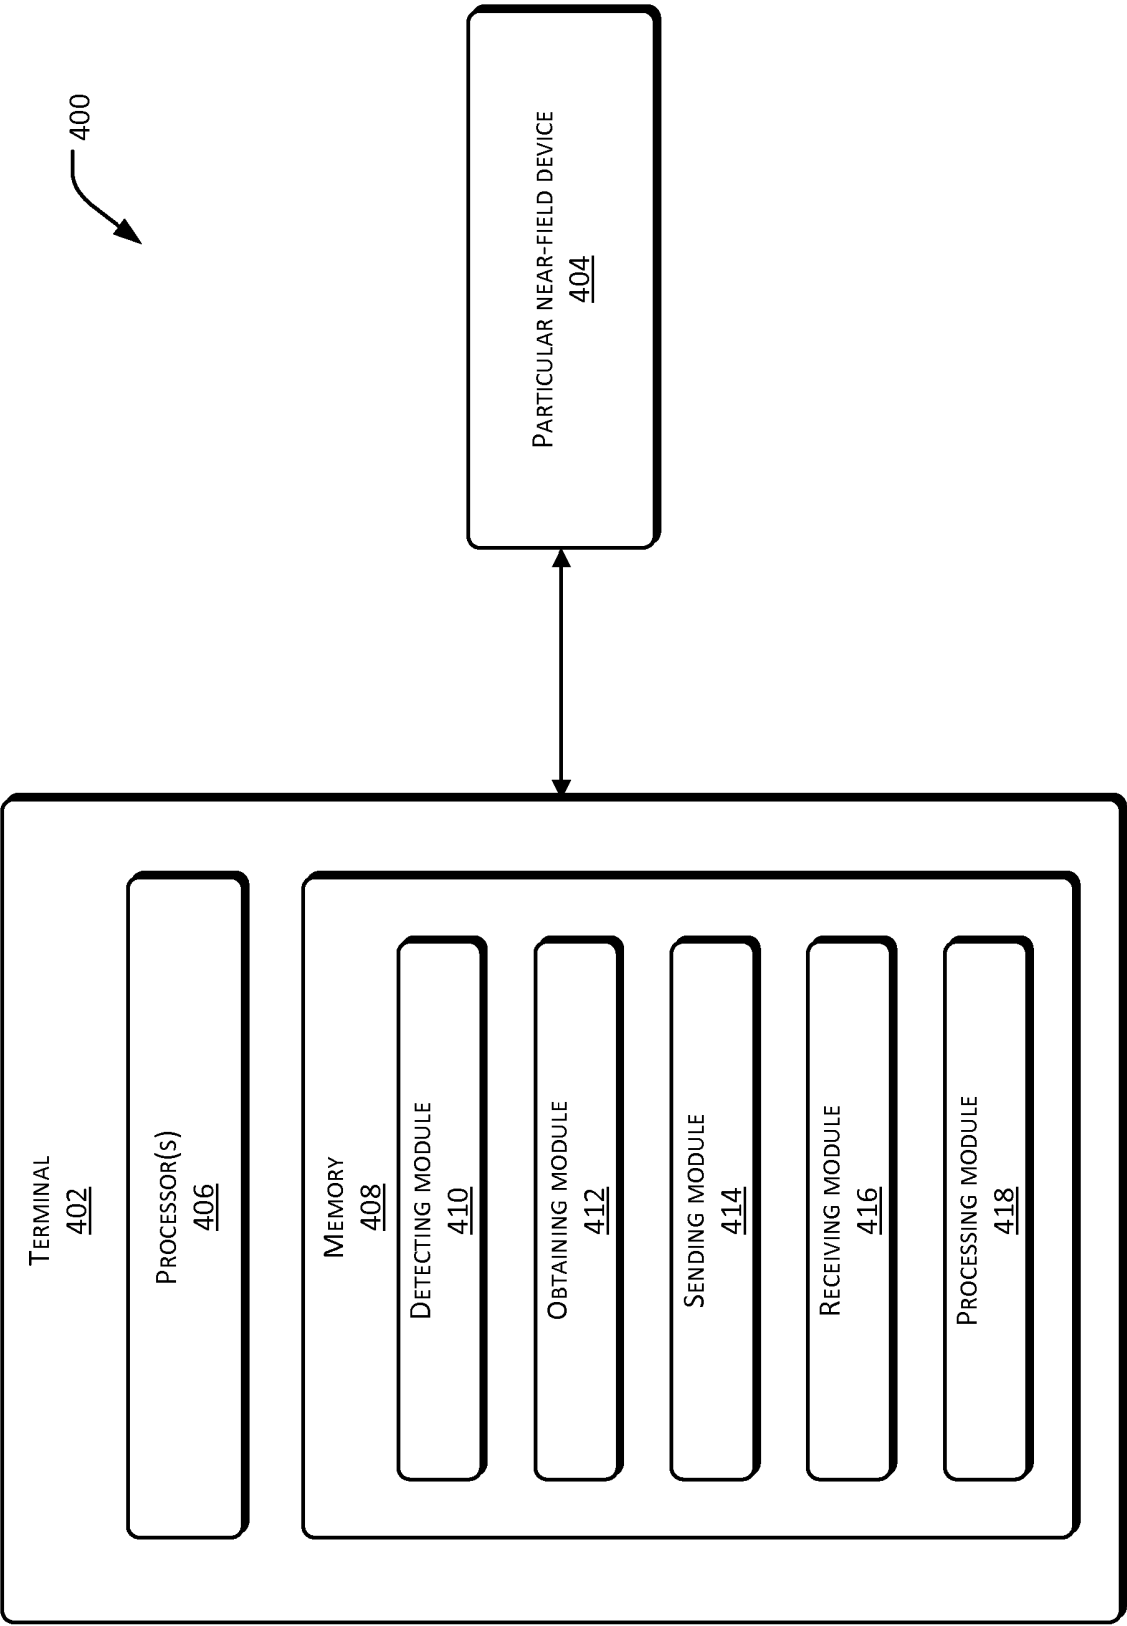 400
TERMINAL
402
PROCESSOR(S)
406
MEMORY
408
DETECTING MODULE
410
OBTAINING MODULE
412
SENDING MODULE
414
RECEIVING MODULE
416
PROCESSING MODULE
418
PARTICULAR NEAR-FIELD DEVICE
404